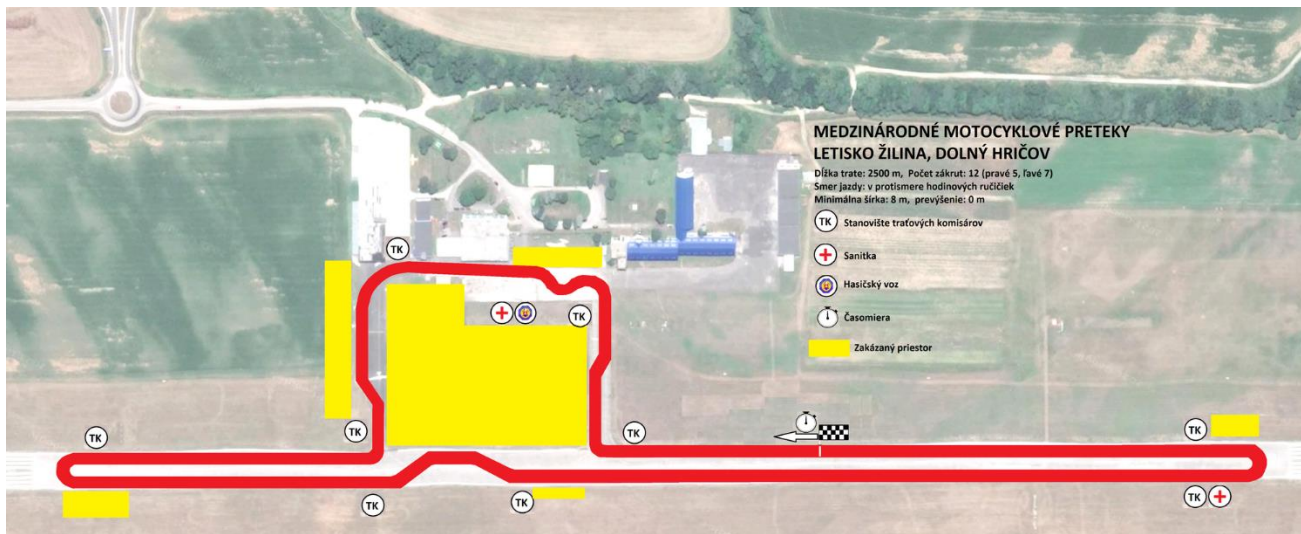 MEDZINÁRODNÉ MOTOCYKLOVÉ PRETEKY
LETISKO ŽILINA, DOLNÝ HRIČOV
Dĺžka trate: 2500 m, Počet zákrut: 12 (pravé 5, ľavé 7)
Smer jazdy: v protismere hodinových ručičiek
Minimálna šírka: 8 m, prevýšenie: 0 m
TK Stanovište traťových komisárov
Sanitka
Hasičský voz
Časomiera
Zakázaný priestor
TK
TK
TK
TK
TK
TK
TK
TK
TK